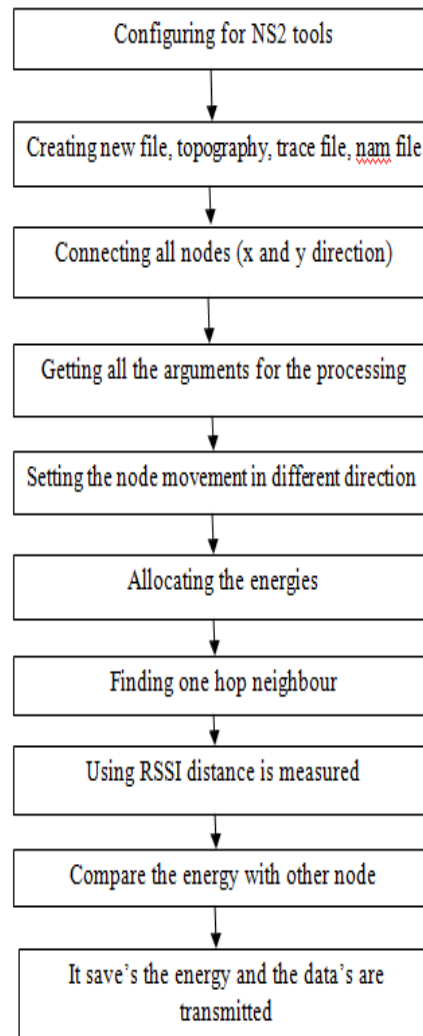 Configuring for NS2 tools
Creating new file, topography, trace file, nam file
Connecting all nodes (x and y direction)
Getting all the arguments for the processing
Setting the node movement in different direction
Allocating the energies
Finding one hop neighbour
Using RSSI distance is measured
Compare the energy with other node
It save’s the energy and the data’s are
transmitted